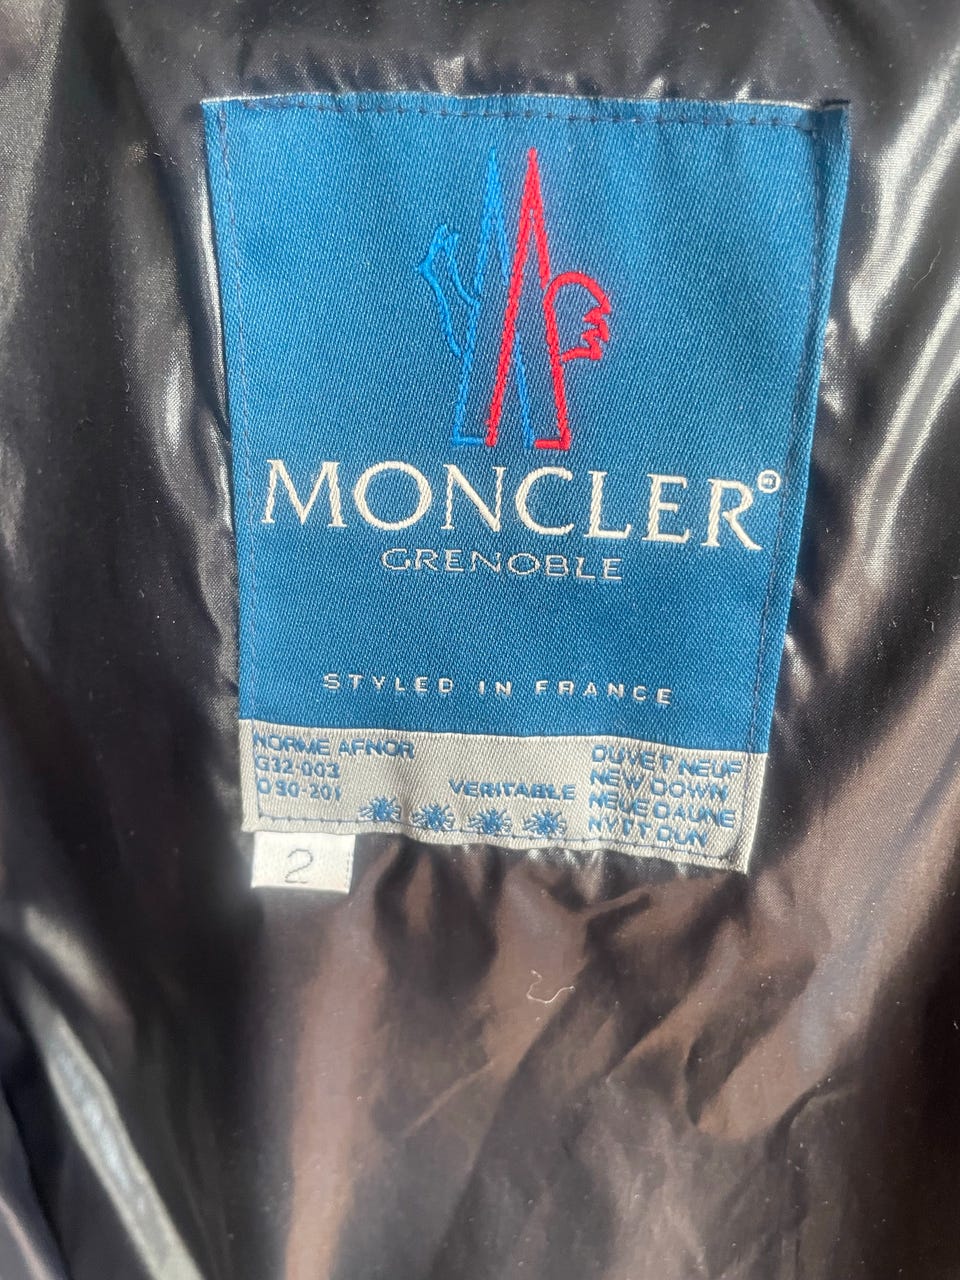 MONCLER®
GRENOBLE
STYLED IN FRANCE
NORME AFNOR
G32-003
D 30-201
VERITABLE
DUVET NEUF
NEW DOWN
NEUE DAUNE
NYTT DUN
2